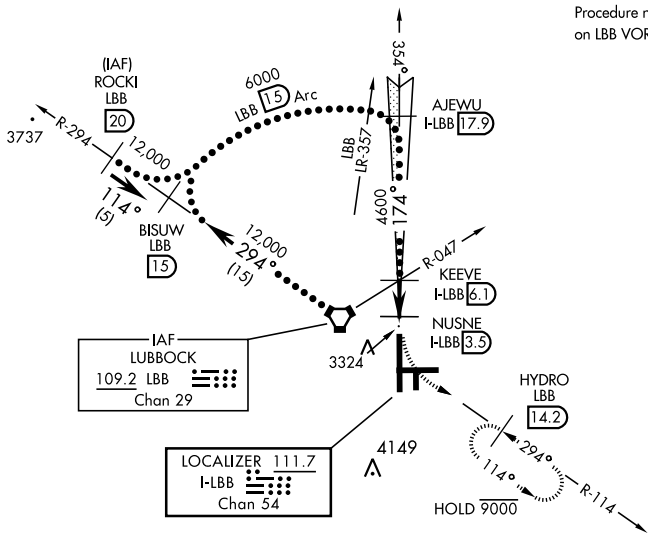 Procedure n
on LBB VOR
(IAF)
ROCKI
LBB
20
R-294
3737
12,000
114°
(5)
6000
LBB 15 Arc
354°
LBB
LR-357
AJEWU
I-LBB 17.9
4600
174
BISUW
LBB
15
12,000
294°
(15)
R-047
KEEVE
I-LBB 6.1
NUSNE
I-LBB 3.5
3324
IAF
LUBBOCK
109.2 LBB
Chan 29
HYDRO
LBB
14.2
294°
114°
R-114
HOLD 9000
LOCALIZER 111.7
I-LBB
Chan 54
4149